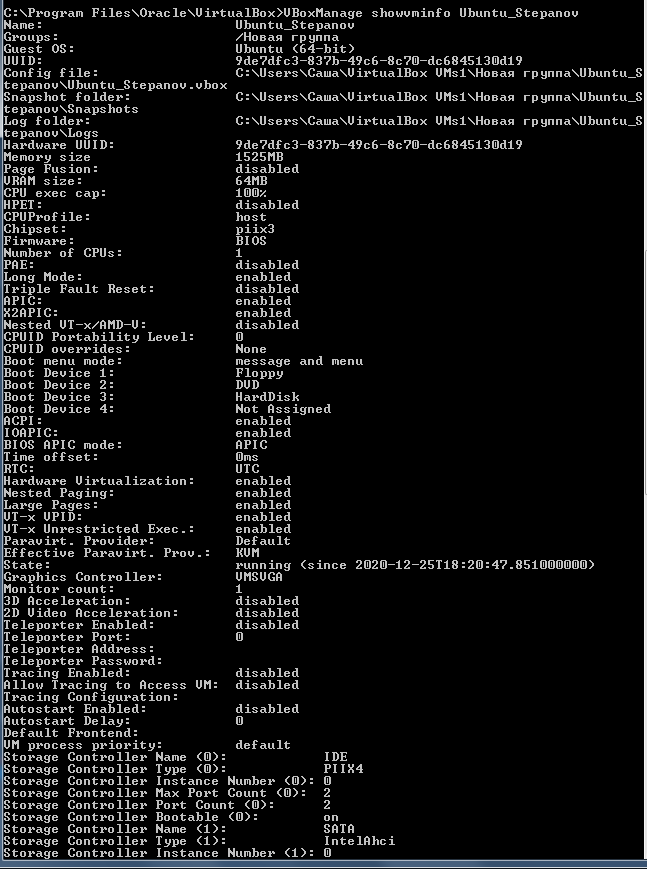 C:\Program Files\Oracle\VirtualBox>VBoxManage showvminfo Ubuntu_Stepanov
Name: Ubuntu_Stepanov
Groups: /Новая группа
Guest OS: Ubuntu (64-bit)
UUID: 9de7dfc3-837b-49c6-8c70-dc6845130d19
Config file: C:\Users\Саша\VirtualBox VMs1\Новая группа\Ubuntu_S
tepanov\Ubuntu_Stepanov.vbox
Snapshot folder: C:\Users\Саша\VirtualBox VMs1\Новая группа\Ubuntu_S
tepanov\Snapshots
Log folder: C:\Users\Саша\VirtualBox VMs1\Новая группа\Ubuntu_S
tepanov\Logs
Hardware UUID: 9de7dfc3-837b-49c6-8c70-dc6845130d19
Memory size 1525MB
Page Fusion: disabled
VRAM size: 64MB
CPU exec cap: 100%
HPET: disabled
CPUProfile: host
Chipset: piix3
Firmware: BIOS
Number of CPUs: 1
PAE: disabled
Long Mode: enabled
Triple Fault Reset: disabled
APIC: enabled
X2APIC: enabled
Nested VT-x/AMD-V: disabled
CPUID Portability Level: 0
CPUID overrides: None
Boot menu mode: message and menu
Boot Device 1: Floppy
Boot Device 2: DVD
Boot Device 3: HardDisk
Boot Device 4: Not Assigned
ACPI: enabled
IOAPIC: enabled
BIOS APIC mode: APIC
Time offset: 0ms
RTC: UTC
Hardware Virtualization: enabled
Nested Paging: enabled
Large Pages: enabled
VT-x VPID: enabled
VT-x Unrestricted Exec.: enabled
Paravirt. Provider: Default
Effective Paravirt. Prov.: KVM
State: running (since 2020-12-25T18:20:47.851000000)
Graphics Controller: VMSVGA
Monitor count: 1
3D Acceleration: disabled
2D Video Acceleration: disabled
Teleporter Enabled: disabled
Teleporter Port: 0
Teleporter Address:
Teleporter Password:
Tracing Enabled: disabled
Allow Tracing to Access VM: disabled
Tracing Configuration:
Autostart Enabled: disabled
Autostart Delay: 0
Default Frontend:
VM process priority: default
Storage Controller Name (0): IDE
Storage Controller Type (0): PIIX4
Storage Controller Instance Number (0): 0
Storage Controller Max Port Count (0): 2
Storage Controller Port Count (0): 2
Storage Controller Bootable (0): on
Storage Controller Name (1): SATA
Storage Controller Type (1): IntelAhci
Storage Controller Instance Number (1): 0